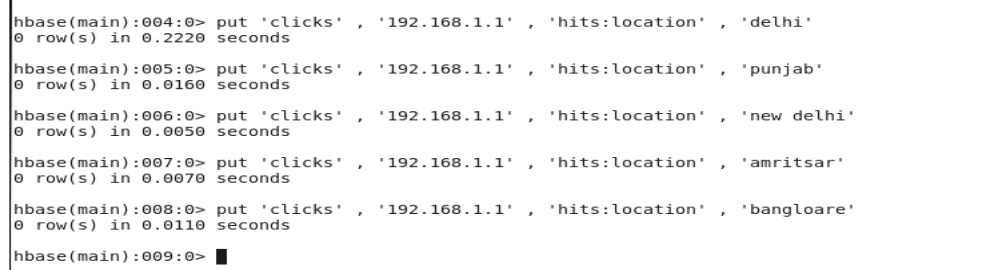 hbase(main):004:0> put 'clicks' , '192.168.1.1' , 'hits:location' , 'delhi'
0 row(s) in 0.2220 seconds
hbase(main):005:0> put 'clicks' , '192.168.1.1' , 'hits:location' , 'punjab'
0 row(s) in 0.0160 seconds
hbase(main):006:0> put 'clicks' , '192.168.1.1' , 'hits:location' , 'new delhi'
0 row(s) in 0.0050 seconds
hbase(main):007:0> put 'clicks' , '192.168.1.1' , 'hits:location' , 'amritsar'
0 row(s) in 0.0070 seconds
hbase(main):008:0> put 'clicks' , '192.168.1.1' , 'hits:location' , 'bangloare'
0 row(s) in 0.0110 seconds
hbase(main):009:0>